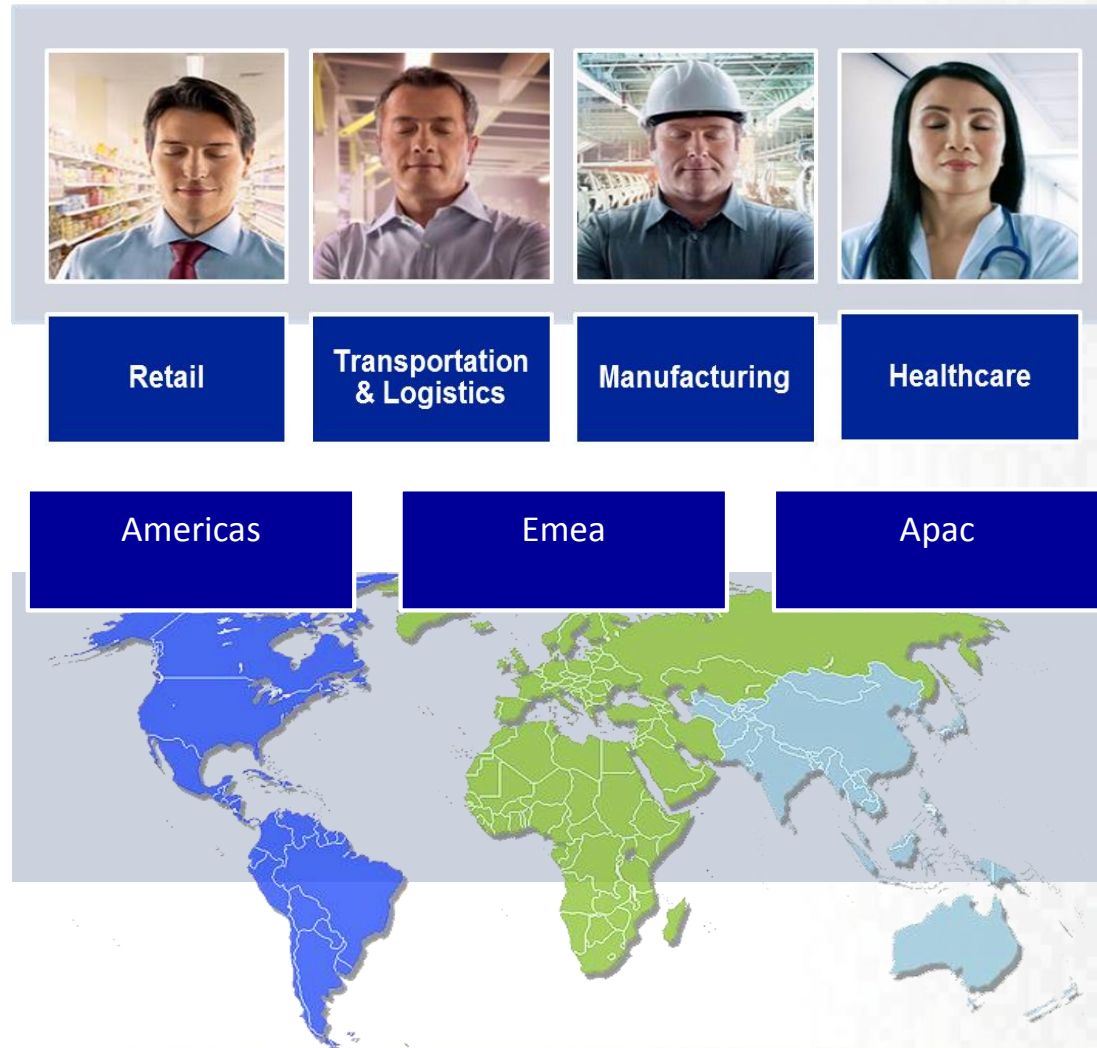 Retail
Transportation
& Logistics
Manufacturing
Healthcare
Americas
Emea
Apac